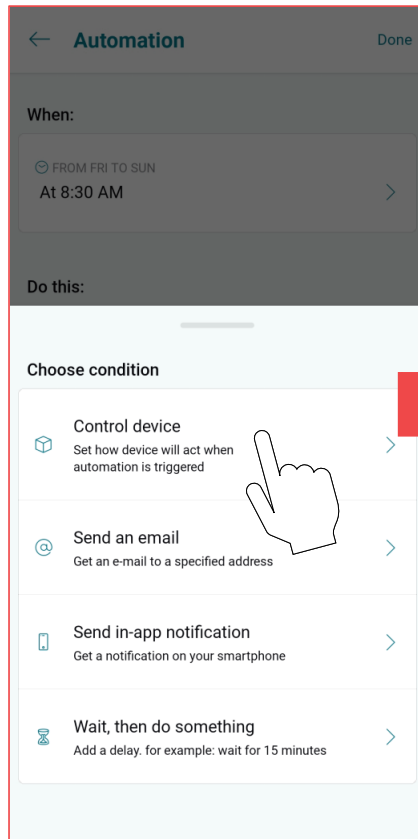 Automation
Done
When:
FROM FRI TO SUN
At 8:30 AM
Do this:
Choose condition
Control device
Set how device will act when
automation is triggered
Send an email
Get an e-mail to a specified address
Send in-app notification
Get a notification on your smartphone
Wait, then do something
Add a delay. for example: wait for 15 minutes